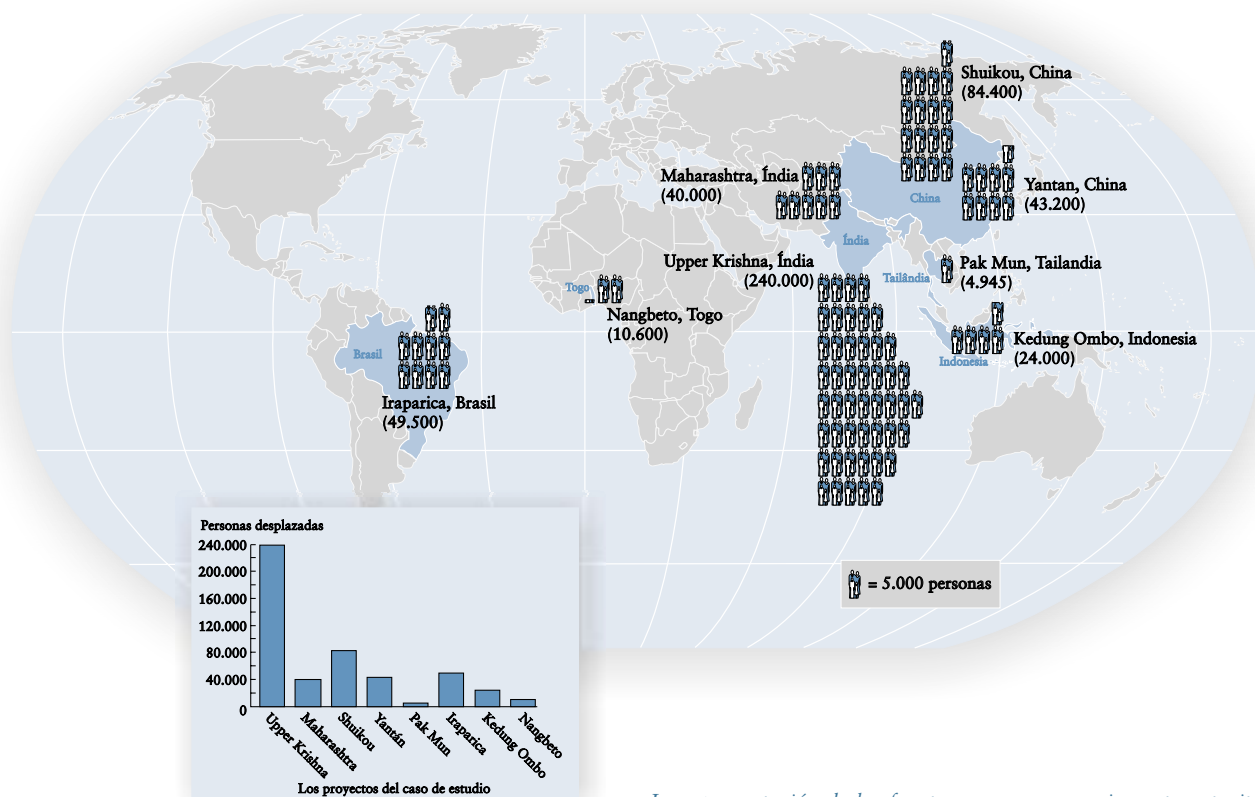 Shuikou, China
(84.400)
Maharashtra, Índia
(40.000)
China
Yantan, China
(43.200)
Índia
Upper Krishna, Índia
(240.000)
Tailândia
Pak Mun, Tailandia
(4.945)
Togo
Nangbeto, Togo
(10.600)
Brasil
Iraparica, Brasil
(49.500)
Kedung Ombo, Indonesia
(24.000)
Indonesia
= 5.000 personas
Personas desplazadas
240.000
200.000
160.000
120.000
80.000
40.000
0
Upper Krishna
Maharashtra
Shuikou
Yantán
Pak Mun
Iraparica
Kedung Ombo
Nangbeto
Los proyectos del caso de estudio